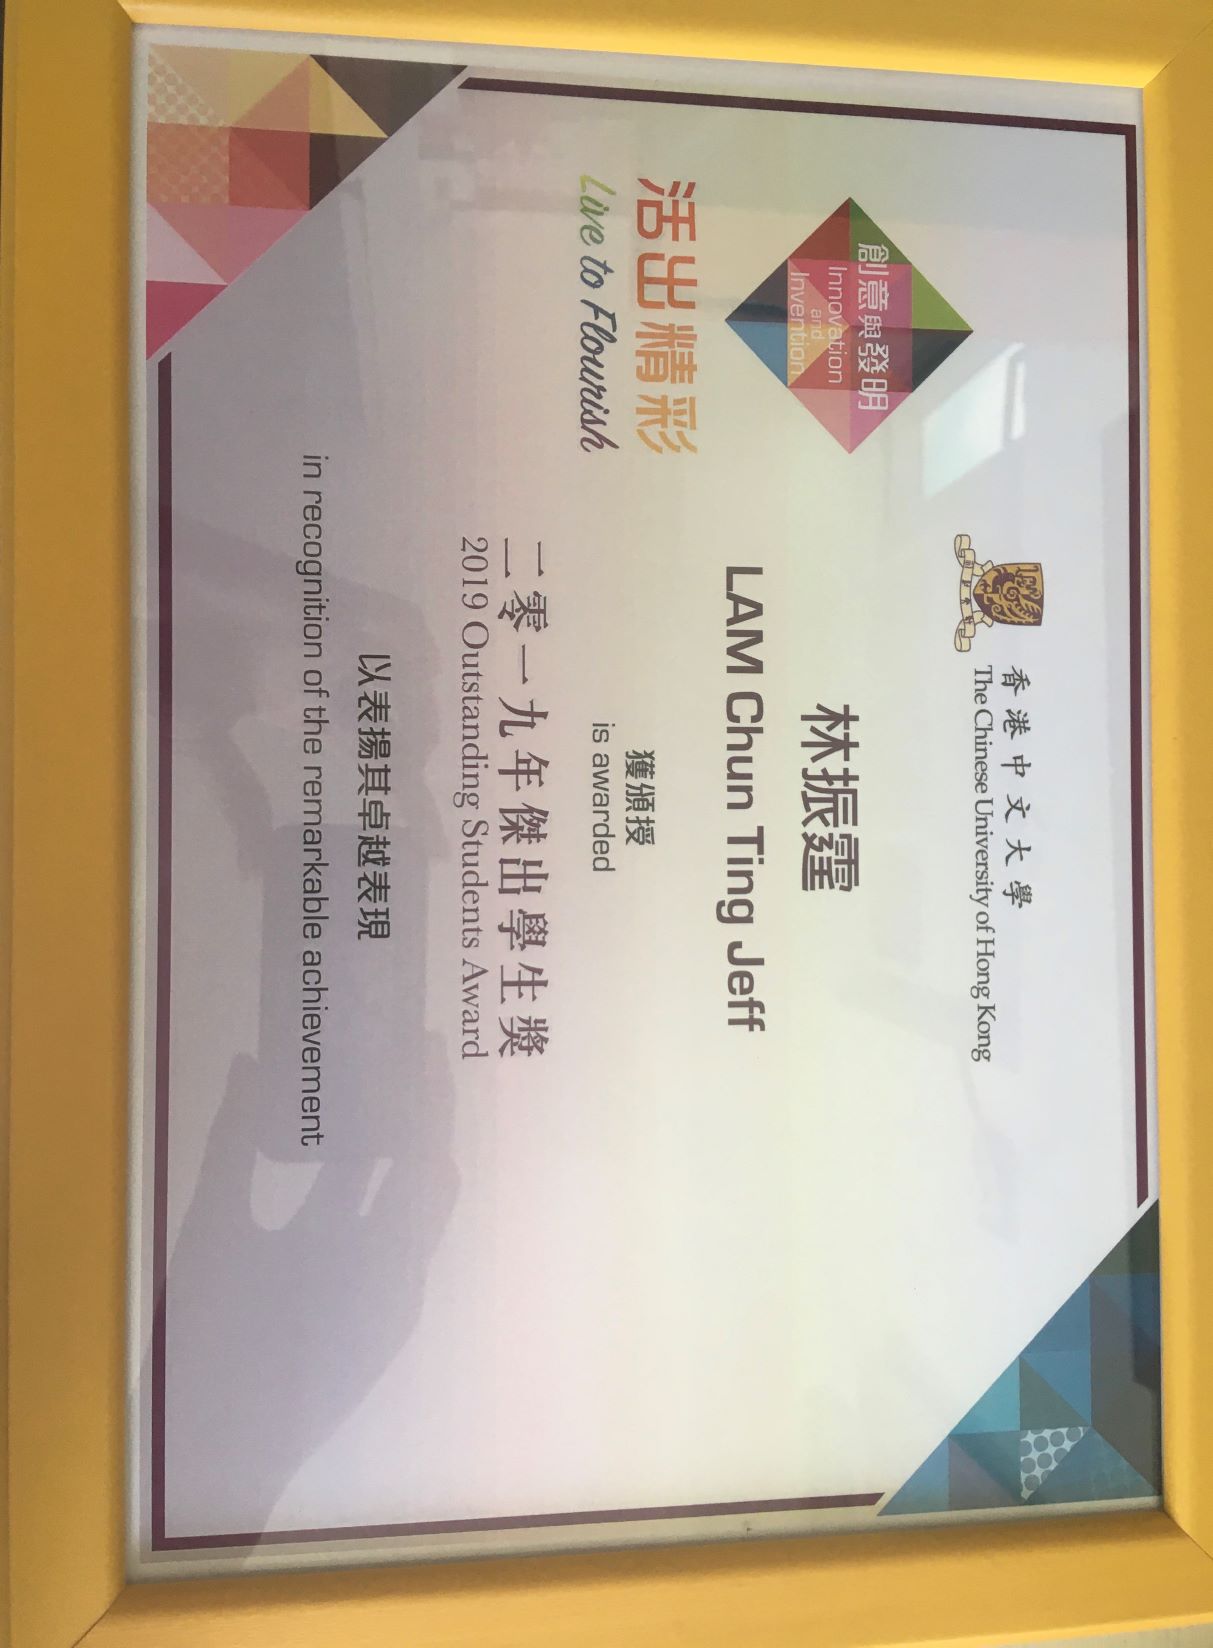 香港中文大學
The Chinese University of Hong Kong
創意與發明
Innovation
and
Invention
活出精彩
Live to Flourish
林振霆
LAM Chun Ting Jeff
獲頒授
is awarded
二零一九年傑出學生獎
2019 Outstanding Students Award
以表揚其卓越表現
in recognition of the remarkable achievement